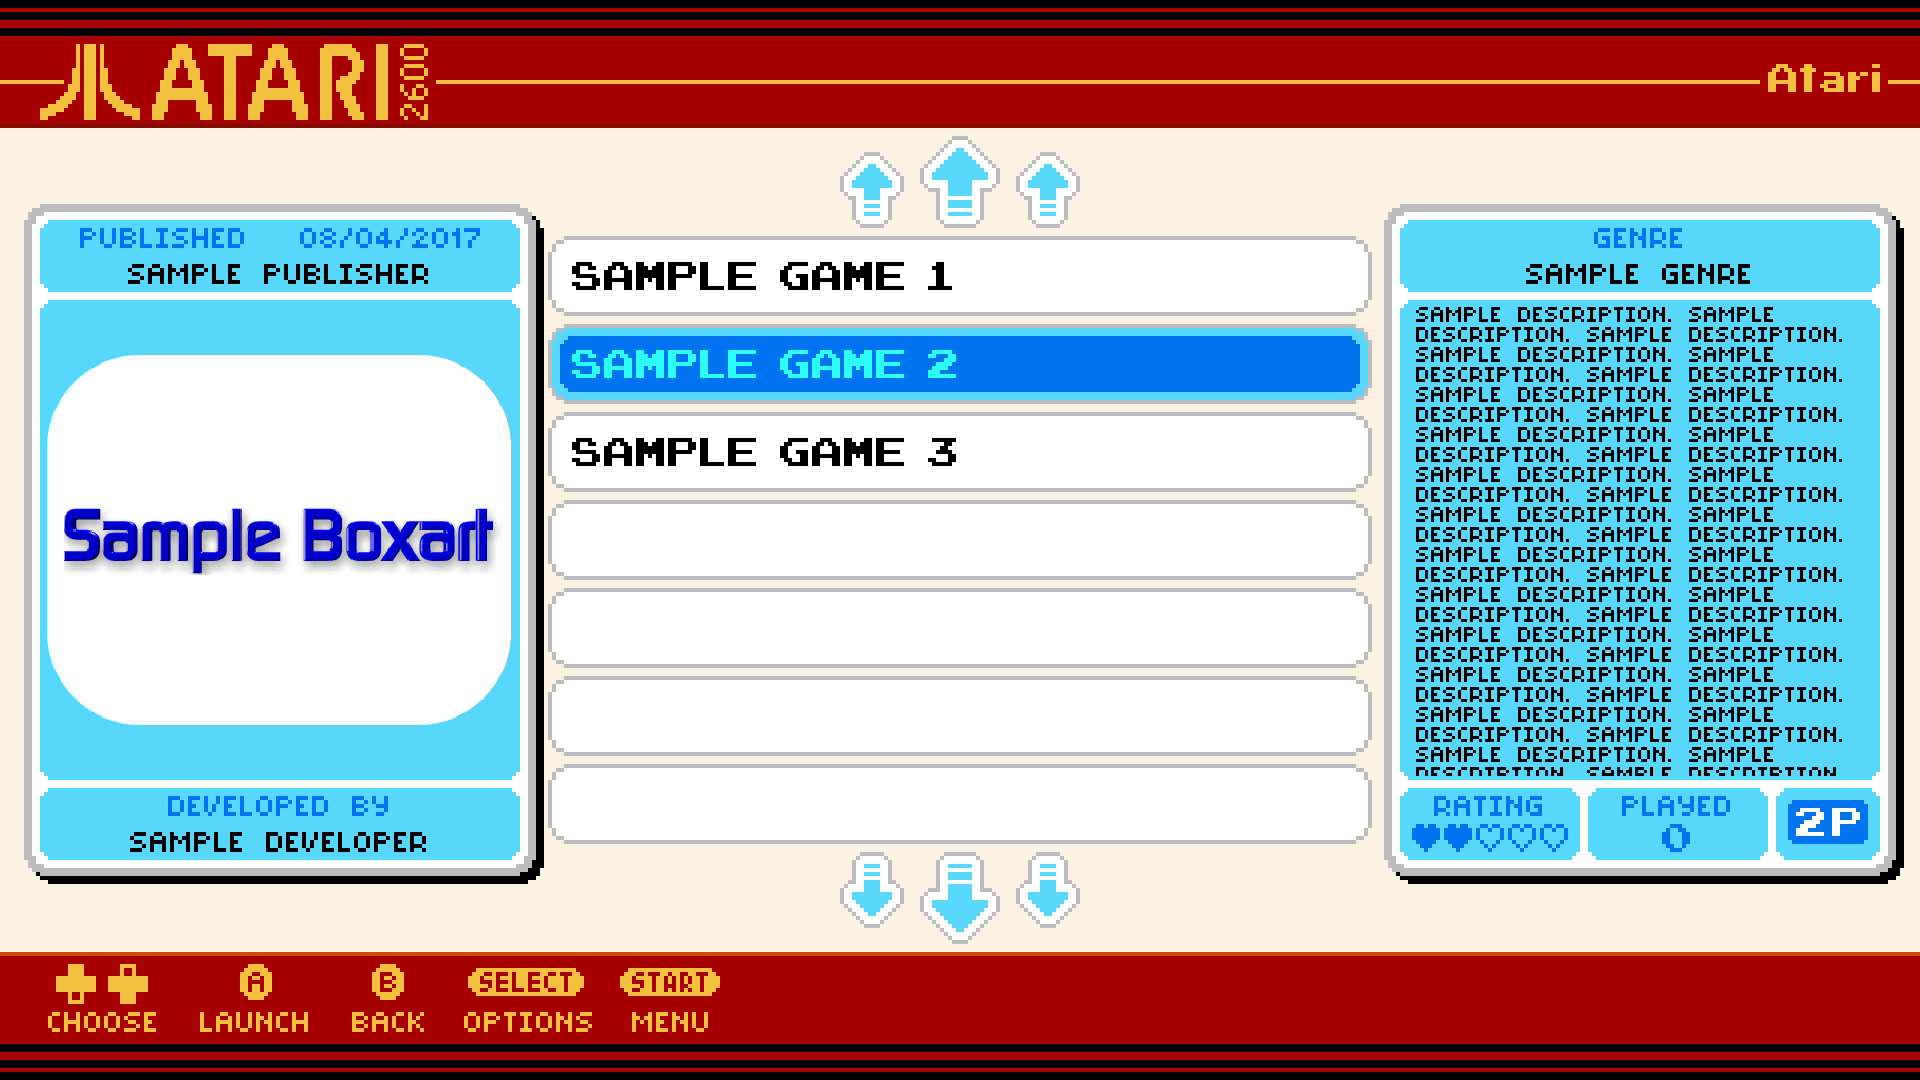 ATARI 2600
Atari
PUBLISHED 08/04/2017
SAMPLE PUBLISHER
Sample Boxart
DEVELOPED BY
SAMPLE DEVELOPER
SAMPLE GAME 1
SAMPLE GAME 2
SAMPLE GAME 3
GENRE
SAMPLE GENRE
SAMPLE DESCRIPTION. SAMPLE
DESCRIPTION. SAMPLE DESCRIPTION.
SAMPLE DESCRIPTION. SAMPLE
DESCRIPTION. SAMPLE DESCRIPTION.
SAMPLE DESCRIPTION. SAMPLE
DESCRIPTION. SAMPLE DESCRIPTION.
SAMPLE DESCRIPTION. SAMPLE
DESCRIPTION. SAMPLE DESCRIPTION.
SAMPLE DESCRIPTION. SAMPLE
DESCRIPTION. SAMPLE DESCRIPTION.
SAMPLE DESCRIPTION. SAMPLE
DESCRIPTION. SAMPLE DESCRIPTION.
SAMPLE DESCRIPTION. SAMPLE
DESCRIPTION. SAMPLE DESCRIPTION.
SAMPLE DESCRIPTION. SAMPLE
DESCRIPTION. SAMPLE DESCRIPTION.
SAMPLE DESCRIPTION. SAMPLE
DESCRIPTION. SAMPLE DESCRIPTION.
SAMPLE DESCRIPTION. SAMPLE
DESCRIPTION. SAMPLE DESCRIPTION.
SAMPLE DESCRIPTION. SAMPLE
DESCRIPTION. SAMPLE DESCRIPTION.
SAMPLE DESCRIPTION. SAMPLE
DESCRIPTION. SAMPLE DESCRIPTION.
RATING
PLAYED
0
2P
A
B
SELECT
START
CHOOSE
LAUNCH
BACK
OPTIONS
MENU